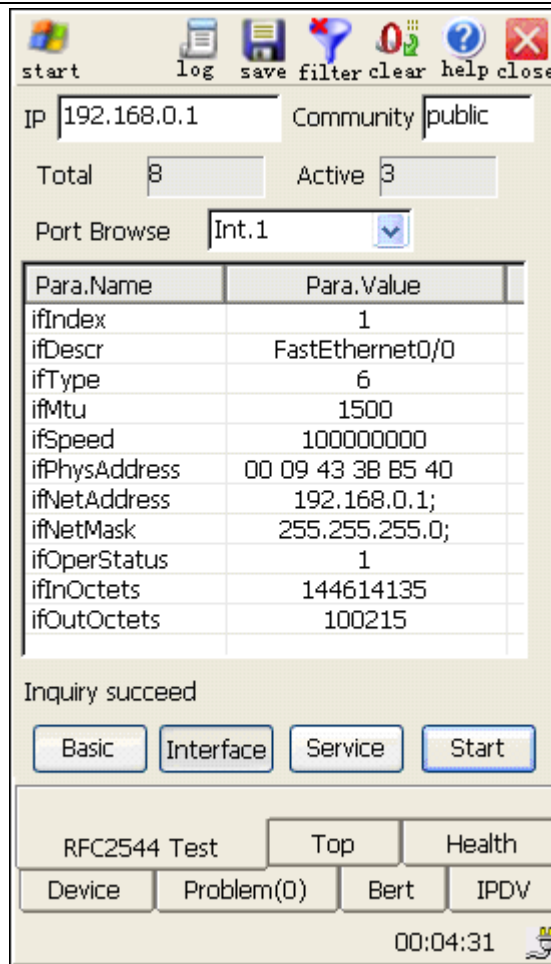 start log save filter clear help close
IP 192.168.0.1 Community public
Total 8 Active 3
Port Browse Int.1
Para.Name Para.Value
ifIndex 1
ifDescr FastEthernet0/0
ifType 6
ifMtu 1500
ifSpeed 100000000
ifPhysAddress 00 09 43 3B B5 40
ifNetAddress 192.168.0.1;
ifNetMask 255.255.255.0;
ifOperStatus 1
ifInOctets 144614135
ifOutOctets 100215
Inquiry succeed
Basic Interface Service Start
RFC2544 Test Top Health
Device Problem(0) Bert IPDV
00:04:31